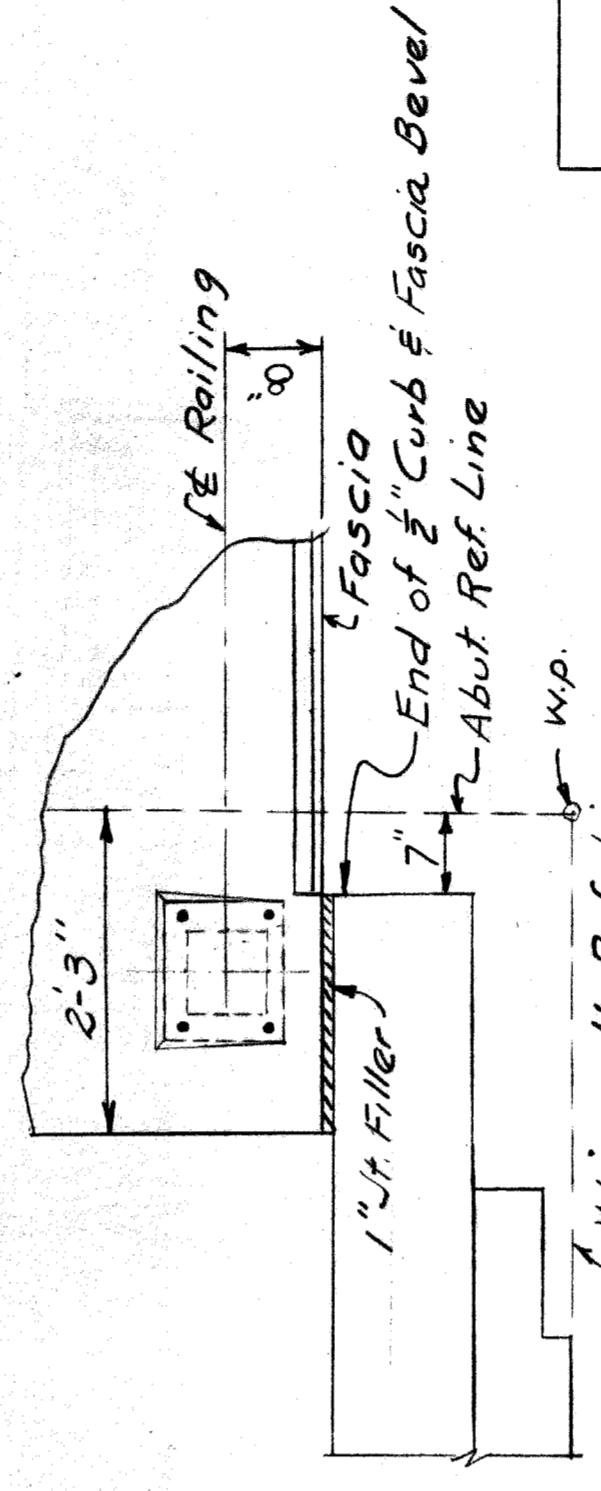 2'-3"
℄ Railing
8"
Fascia
End of ½" Curb & Fascia Bevel
Abut. Ref. Line
7"
W.p.
1" Jt. Filler